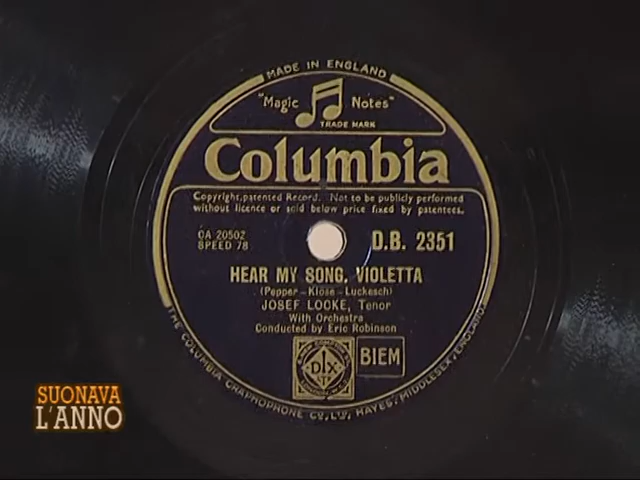 MADE IN ENGLAND
"Magic Notes"
TRADE MARK
Columbia
Copyright, patented Record. Not to be publicly performed
without licence or sold below price fixed by patentees.
CA 20502
SPEED 78
D.B. 2351
HEAR MY SONG, VIOLETTA
(Pepper - Klose - Luckesch)
JOSEF LOCKE, Tenor
With Orchestra
Conducted by Eric Robinson
DIX
BIEM
THE COLUMBIA GRAPHOPHONE CO., LTD., HAYES, MIDDLESEX, ENGLAND.
SUONAVA
L'ANNO